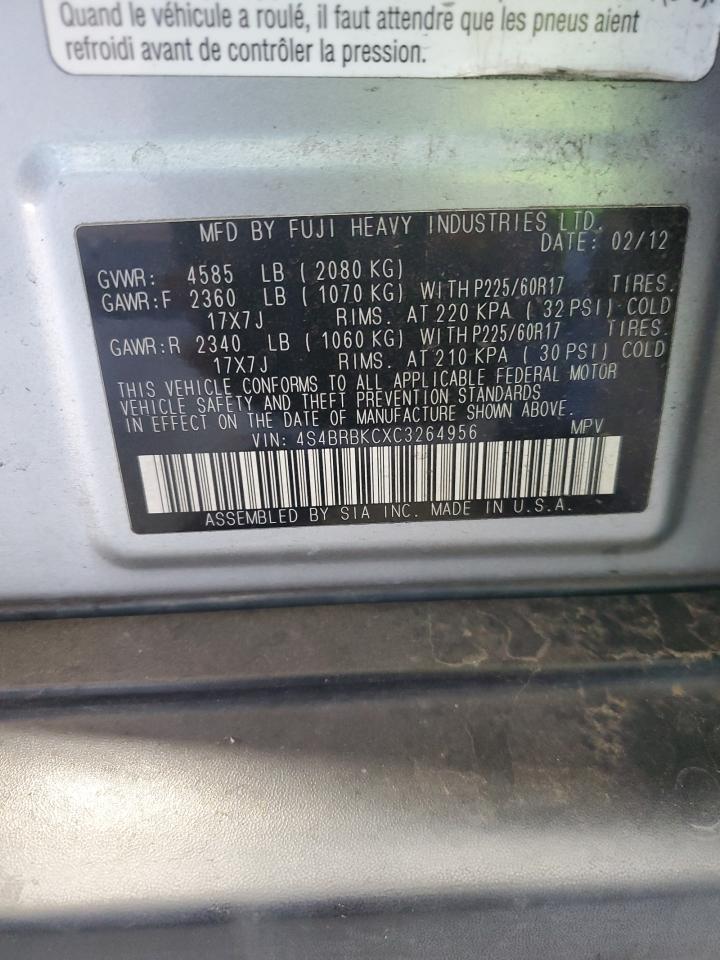 Quand le véhicule a roulé, il faut attendre que les pneus aient
refroidi avant de contrôler la pression.
MFD BY FUJI HEAVY INDUSTRIES LTD.
DATE: 02/12
GVWR: 4585 LB ( 2080 KG)
GAWR:F 2360 LB ( 1070 KG) WITH P225/60R17 TIRES.
17X7J RIMS. AT 220 KPA ( 32 PSI) COLD
GAWR:R 2340 LB ( 1060 KG) WITH P225/60R17 TIRES.
17X7J RIMS. AT 210 KPA ( 30 PSI) COLD
THIS VEHICLE CONFORMS TO ALL APPLICABLE FEDERAL MOTOR
VEHICLE SAFETY AND THEFT PREVENTION STANDARDS
IN EFFECT ON THE DATE OF MANUFACTURE SHOWN ABOVE.
VIN: 4S4BRBKCXC3264956 MPV
ASSEMBLED BY SIA INC. MADE IN U.S.A.